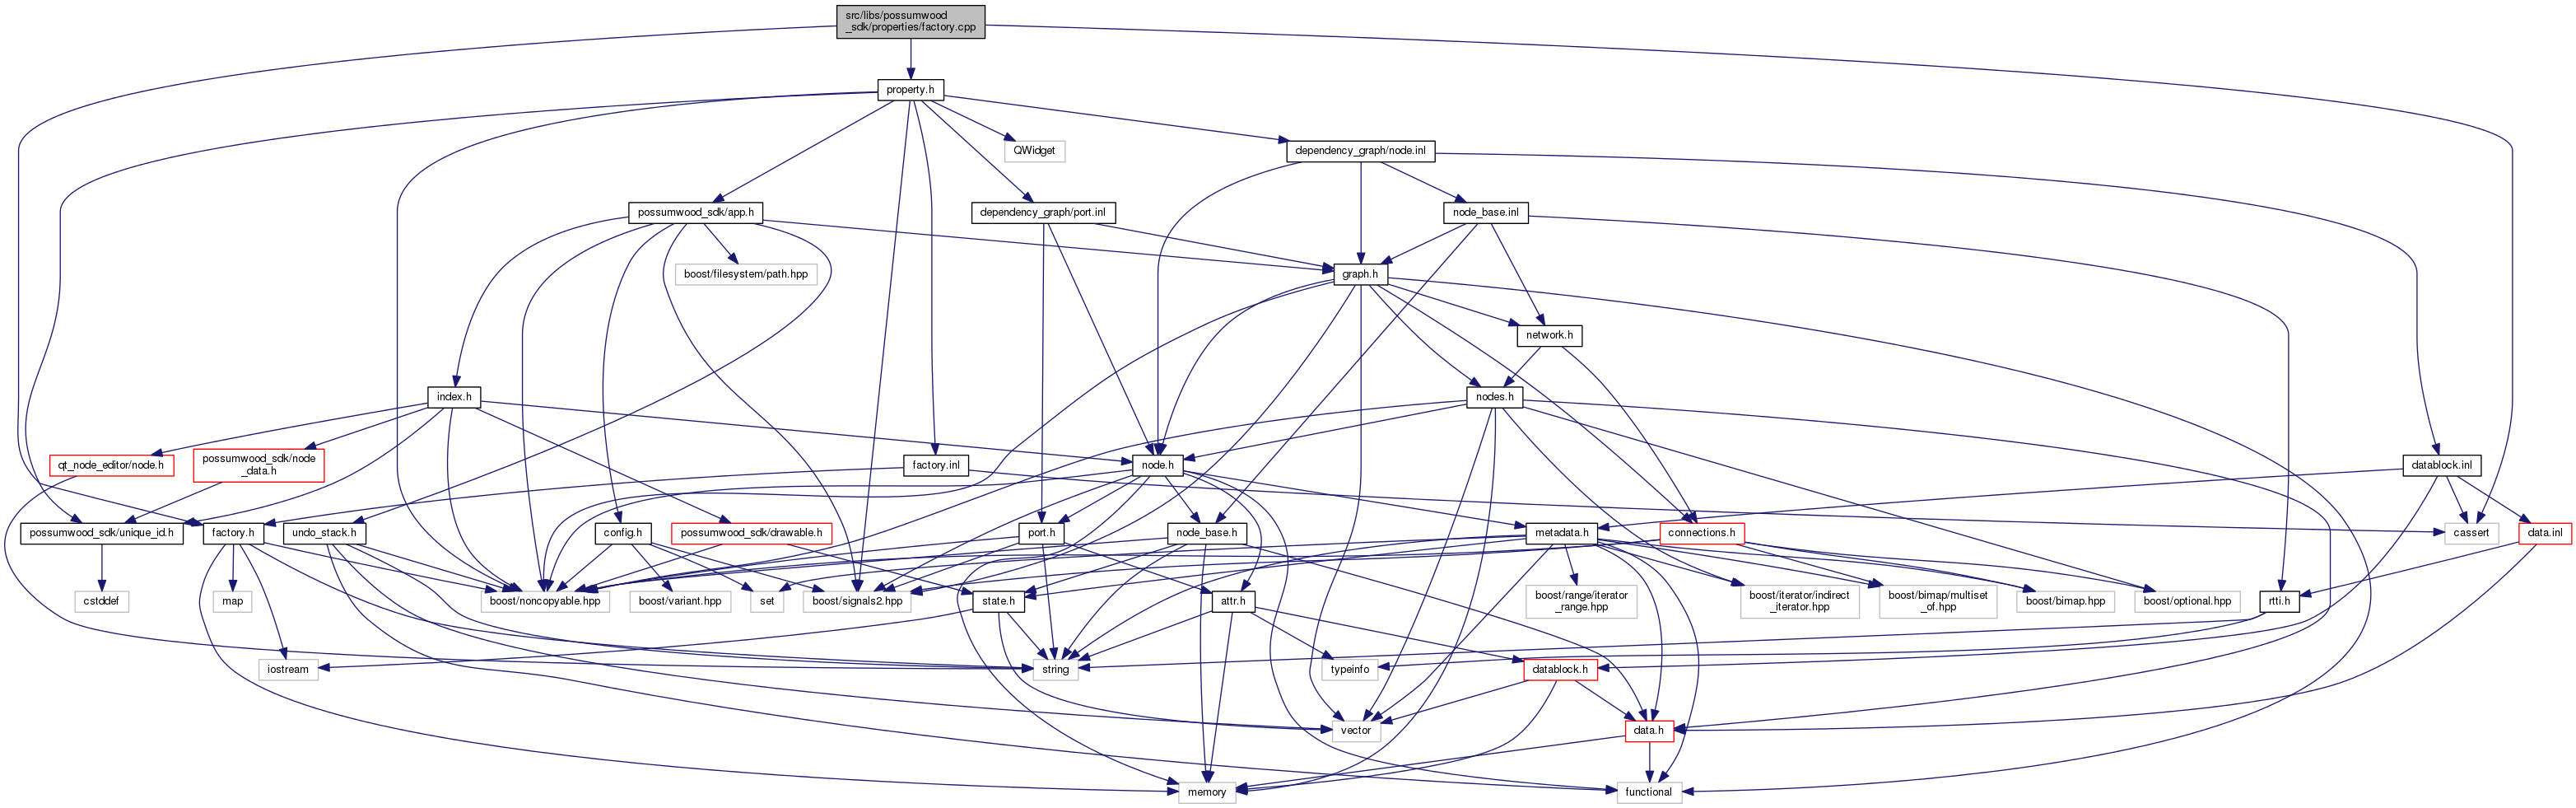 src/libs/possumwood
_sdk/properties/factory.cpp
property.h
QWidget
dependency_graph/node.inl
possumwood_sdk/app.h
dependency_graph/port.inl
node_base.inl
boost/filesystem/path.hpp
graph.h
network.h
index.h
nodes.h
qt_node_editor/node.h
possumwood_sdk/node
_data.h
factory.inl
node.h
datablock.inl
possumwood_sdk/unique_id.h
factory.h
undo_stack.h
config.h
possumwood_sdk/drawable.h
port.h
node_base.h
metadata.h
connections.h
cassert
data.inl
cstddef
map
boost/noncopyable.hpp
boost/variant.hpp
set
boost/signals2.hpp
state.h
attr.h
boost/range/iterator
_range.hpp
boost/iterator/indirect
_iterator.hpp
boost/bimap/multiset
_of.hpp
boost/bimap.hpp
boost/optional.hpp
rtti.h
iostream
string
typeinfo
datablock.h
vector
data.h
memory
functional